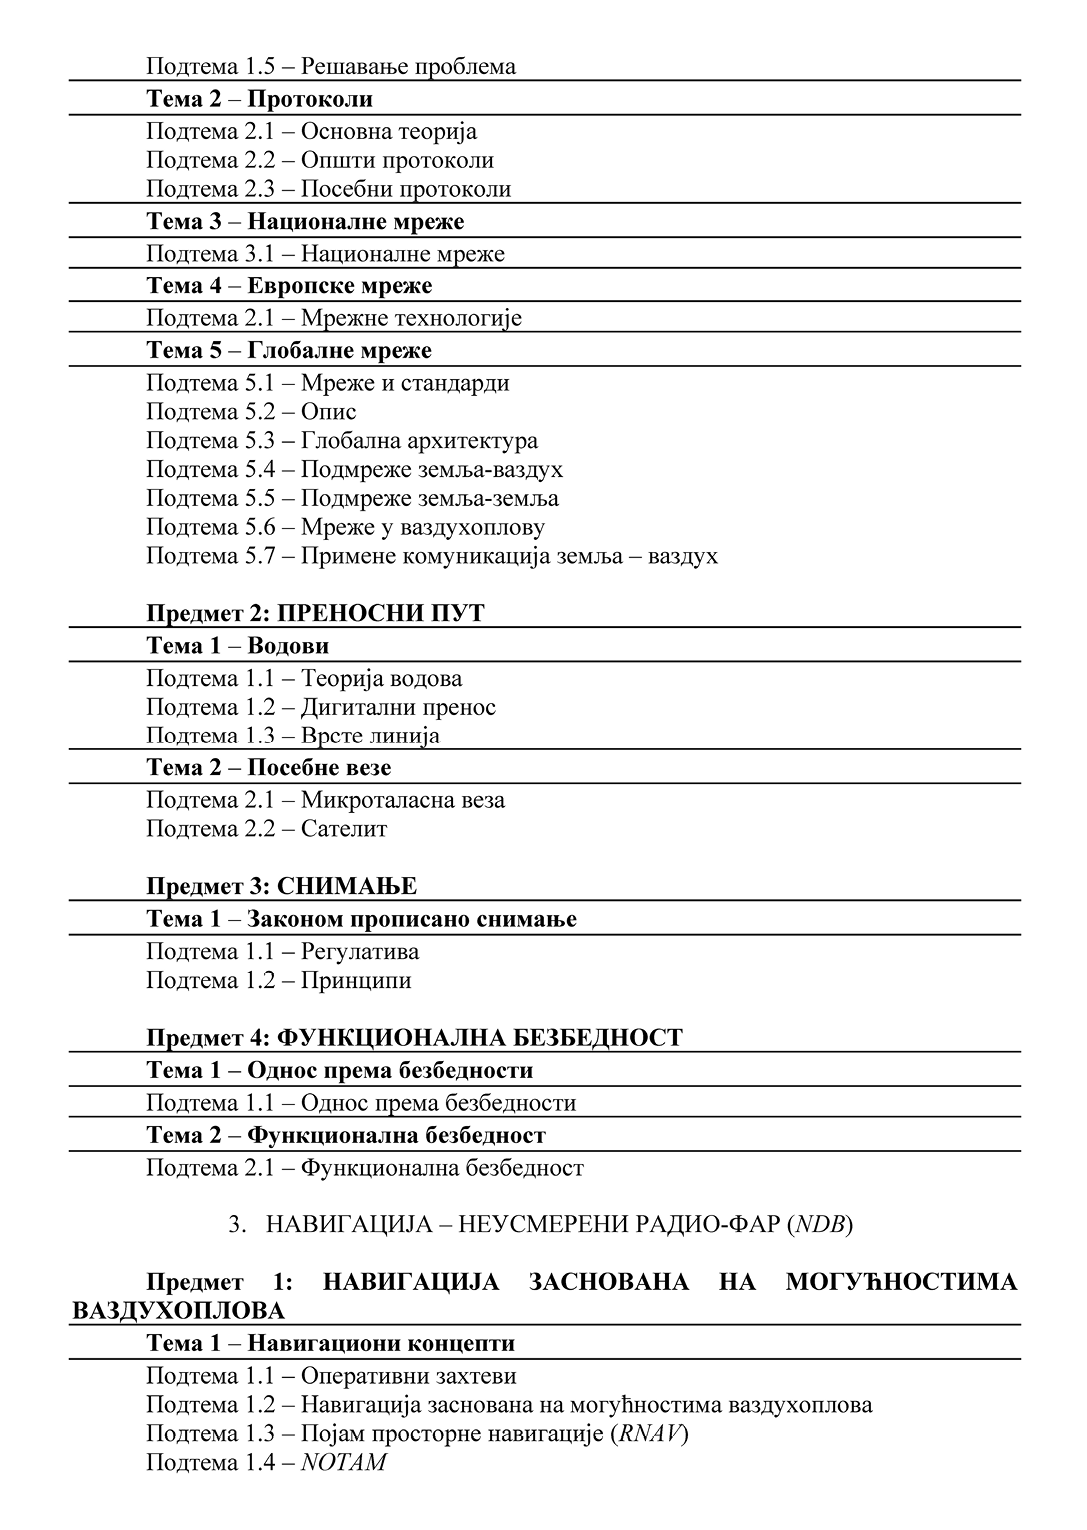 Подтема 1.5 – Решавање проблема
Тема 2 – Протоколи
Подтема 2.1 – Основна теорија
Подтема 2.2 – Општи протоколи
Подтема 2.3 – Посебни протоколи
Тема 3 – Националне мреже
Подтема 3.1 – Националне мреже
Тема 4 – Европске мреже
Подтема 2.1 – Мрежне технологије
Тема 5 – Глобалне мреже
Подтема 5.1 – Мреже и стандарди
Подтема 5.2 – Опис
Подтема 5.3 – Глобална архитектура
Подтема 5.4 – Подмреже земља-ваздух
Подтема 5.5 – Подмреже земља-земља
Подтема 5.6 – Мреже у ваздухоплову
Подтема 5.7 – Примене комуникација земља – ваздух
Предмет 2: ПРЕНОСНИ ПУТ
Тема 1 – Водови
Подтема 1.1 – Теорија водова
Подтема 1.2 – Дигитални пренос
Подтема 1.3 – Врсте линија
Тема 2 – Посебне везе
Подтема 2.1 – Микроталасна веза
Подтема 2.2 – Сателит
Предмет 3: СНИМАЊЕ
Тема 1 – Законом прописано снимање
Подтема 1.1 – Регулатива
Подтема 1.2 – Принципи
Предмет 4: ФУНКЦИОНАЛНА БЕЗБЕДНОСТ
Тема 1 – Однос према безбедности
Подтема 1.1 – Однос према безбедности
Тема 2 – Функционална безбедност
Подтема 2.1 – Функционална безбедност
3. НАВИГАЦИЈА – НЕУСМЕРЕНИ РАДИО-ФАР (NDB)
Предмет 1: НАВИГАЦИЈА ЗАСНОВАНА НА МОГУЋНОСТИМА
ВАЗДУХОПЛОВА
Тема 1 – Навигациони концепти
Подтема 1.1 – Оперативни захтеви
Подтема 1.2 – Навигација заснована на могућностима ваздухоплова
Подтема 1.3 – Појам просторне навигације (RNAV)
Подтема 1.4 – NOTAM